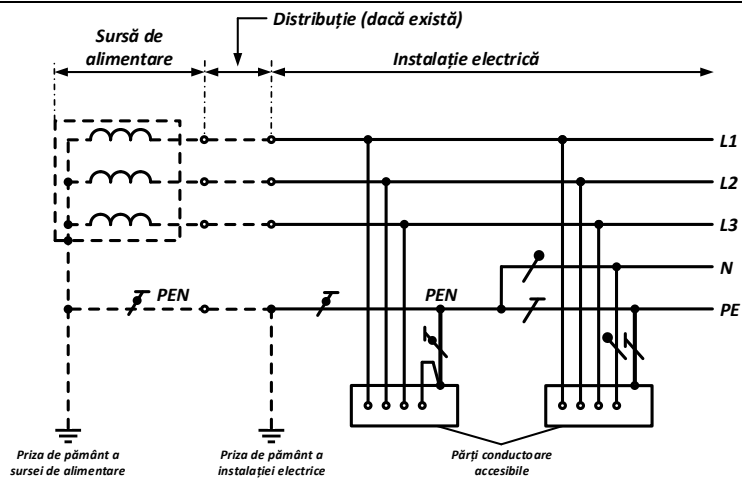 Distribuție (dacă există)
Sursă de
alimentare
Instalație electrică
L1
L2
L3
N
PEN
PEN
PE
Priza de pământ a
sursei de alimentare
Priza de pământ a
instalației electrice
Părți conductoare
accesibile